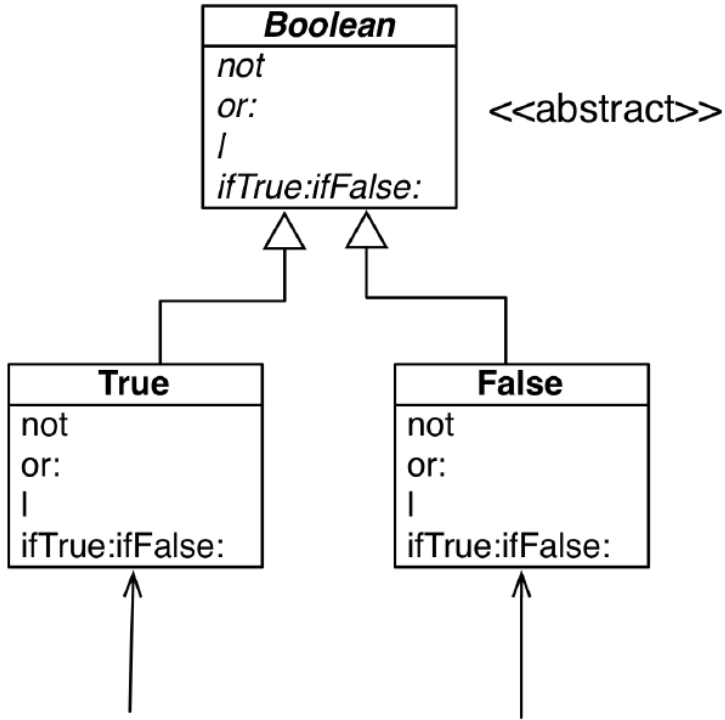 Boolean
not
or:
|
ifTrue:ifFalse:
<<abstract>>
True
not
or:
|
ifTrue:ifFalse:
False
not
or:
|
ifTrue:ifFalse: